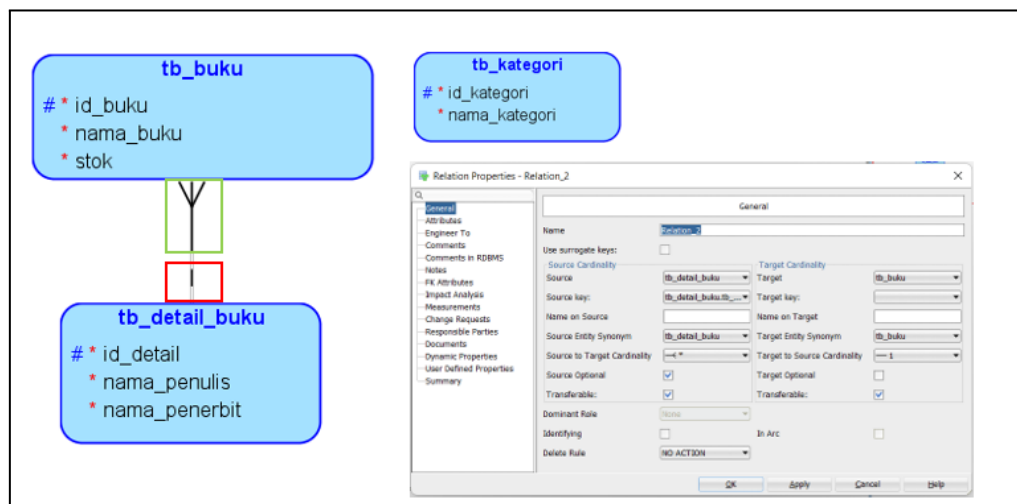 tb_buku
# * id_buku
* nama_buku
* stok
tb_kategori
# * id_kategori
* nama_kategori
tb_detail_buku
# * id_detail
* nama_penulis
* nama_penerbit
Relation Properties - Relation_2
General
Attributes
Engineer To
Comments
Comments in RDBMS
Notes
FK Attributes
Impact Analysis
Measurements
Change Requests
Responsible Parties
Documents
Dynamic Properties
User Defined Properties
Summary
General
Name Relation_2
Use surrogate keys:
Source Cardinality Target Cardinality
Source tb_detail_buku Target tb_buku
Source key: tb_detail_buku.tb_... Target key:
Name on Source Name on Target
Source Entity Synonym tb_detail_buku Target Entity Synonym tb_buku
Source to Target Cardinality * Target to Source Cardinality 1
Source Optional Target Optional
Transferable: Transferable:
Dominant Role None
Identifying In Arc
Delete Rule NO ACTION
OK Apply Cancel Help